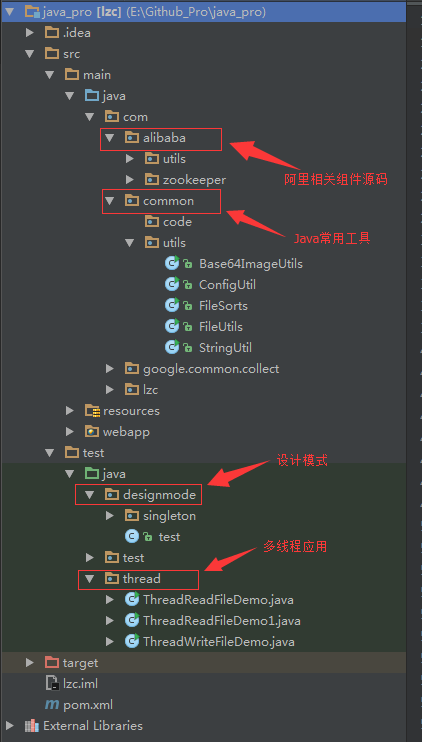 java_pro [lzc] (E:\Github_Pro\java_pro)
.idea
src
main
java
com
alibaba
utils
阿里相关组件源码
zookeeper
common
code
Java常用工具
utils
Base64ImageUtils
ConfigUtil
FileSorts
FileUtils
StringUtil
google.common.collect
lzc
resources
webapp
test
java
设计模式
designmode
singleton
test
多线程应用
test
thread
ThreadReadFileDemo.java
ThreadReadFileDemo1.java
ThreadWriteFileDemo.java
target
lzc.iml
pom.xml
External Libraries